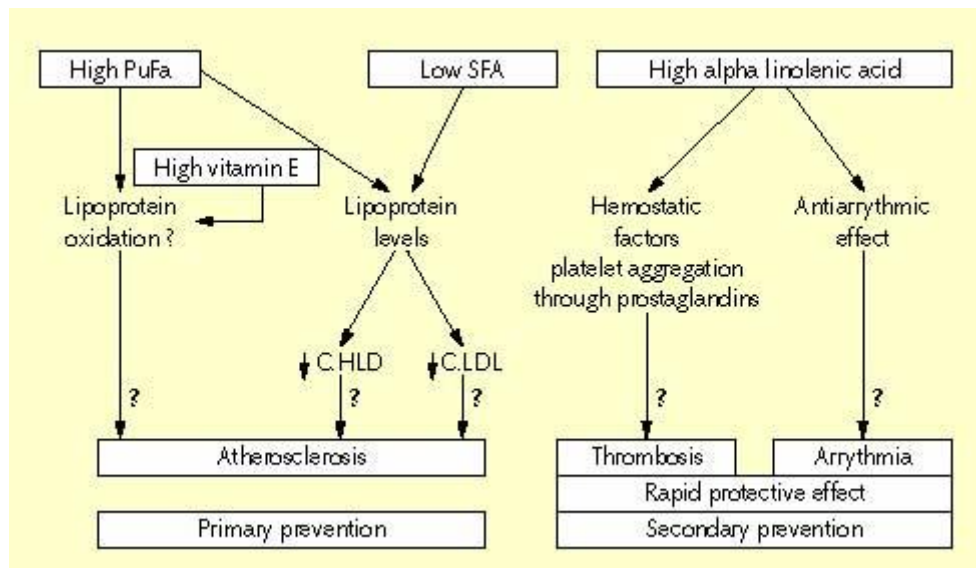 High PuFa
Low SFA
High alpha linolenic acid
High vitamin E
Lipoprotein
oxidation ?
Lipoprotein
levels
Hemostatic
factors
platelet aggregation
through prostaglandins
Antiarrythmic
effect
C.HLD
C.LDL
?
?
?
?
?
Atherosclerosis
Thrombosis
Arrythmia
Rapid protective effect
Primary prevention
Secondary prevention